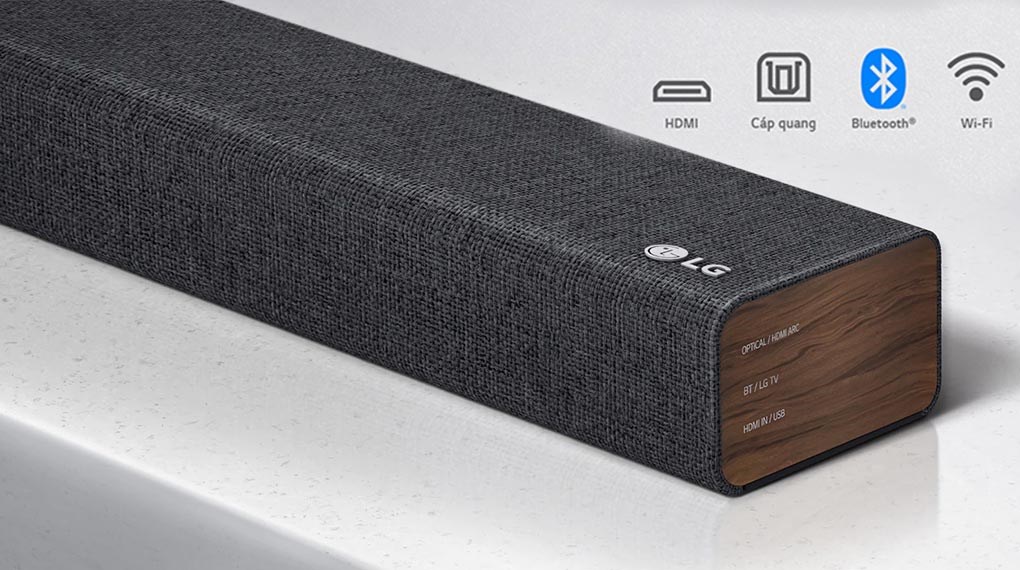 HDMI
Cáp quang
Bluetooth®
Wi-Fi
LG
OPTICAL / HDMI ARC
BT / LG TV
HDMI IN / USB